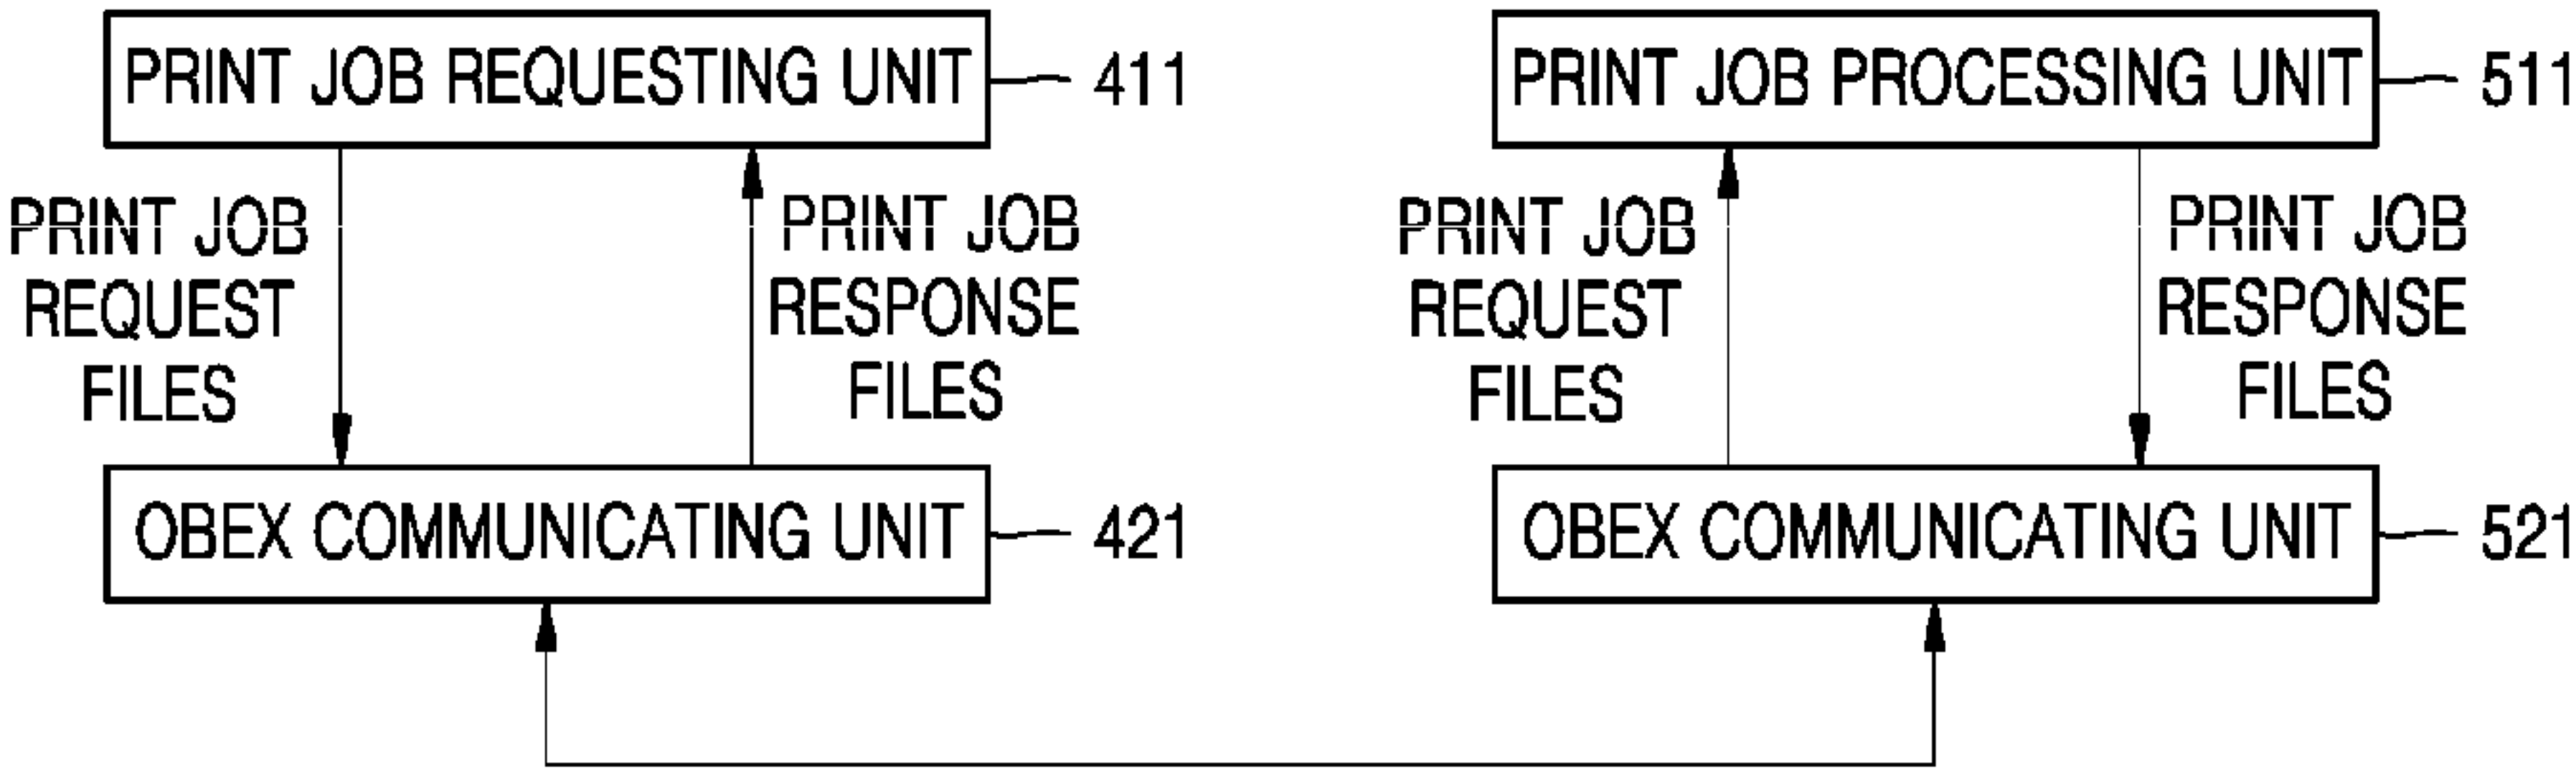 PRINT JOB REQUESTING UNIT
411
PRINT JOB
REQUEST
FILES
PRINT JOB
RESPONSE
FILES
OBEX COMMUNICATING UNIT
421
PRINT JOB PROCESSING UNIT
511
PRINT JOB
REQUEST
FILES
PRINT JOB
RESPONSE
FILES
OBEX COMMUNICATING UNIT
521